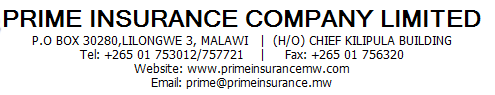 PRIME INSURANCE COMPANY LIMITED
P.O BOX 30280,LILONGWE 3, MALAWI | (H/O) CHIEF KILIPULA BUILDING
Tel: +265 01 753012/757721 | Fax: +265 01 756320
Website: www.primeinsurancemw.com
Email: prime@primeinsurance.mw